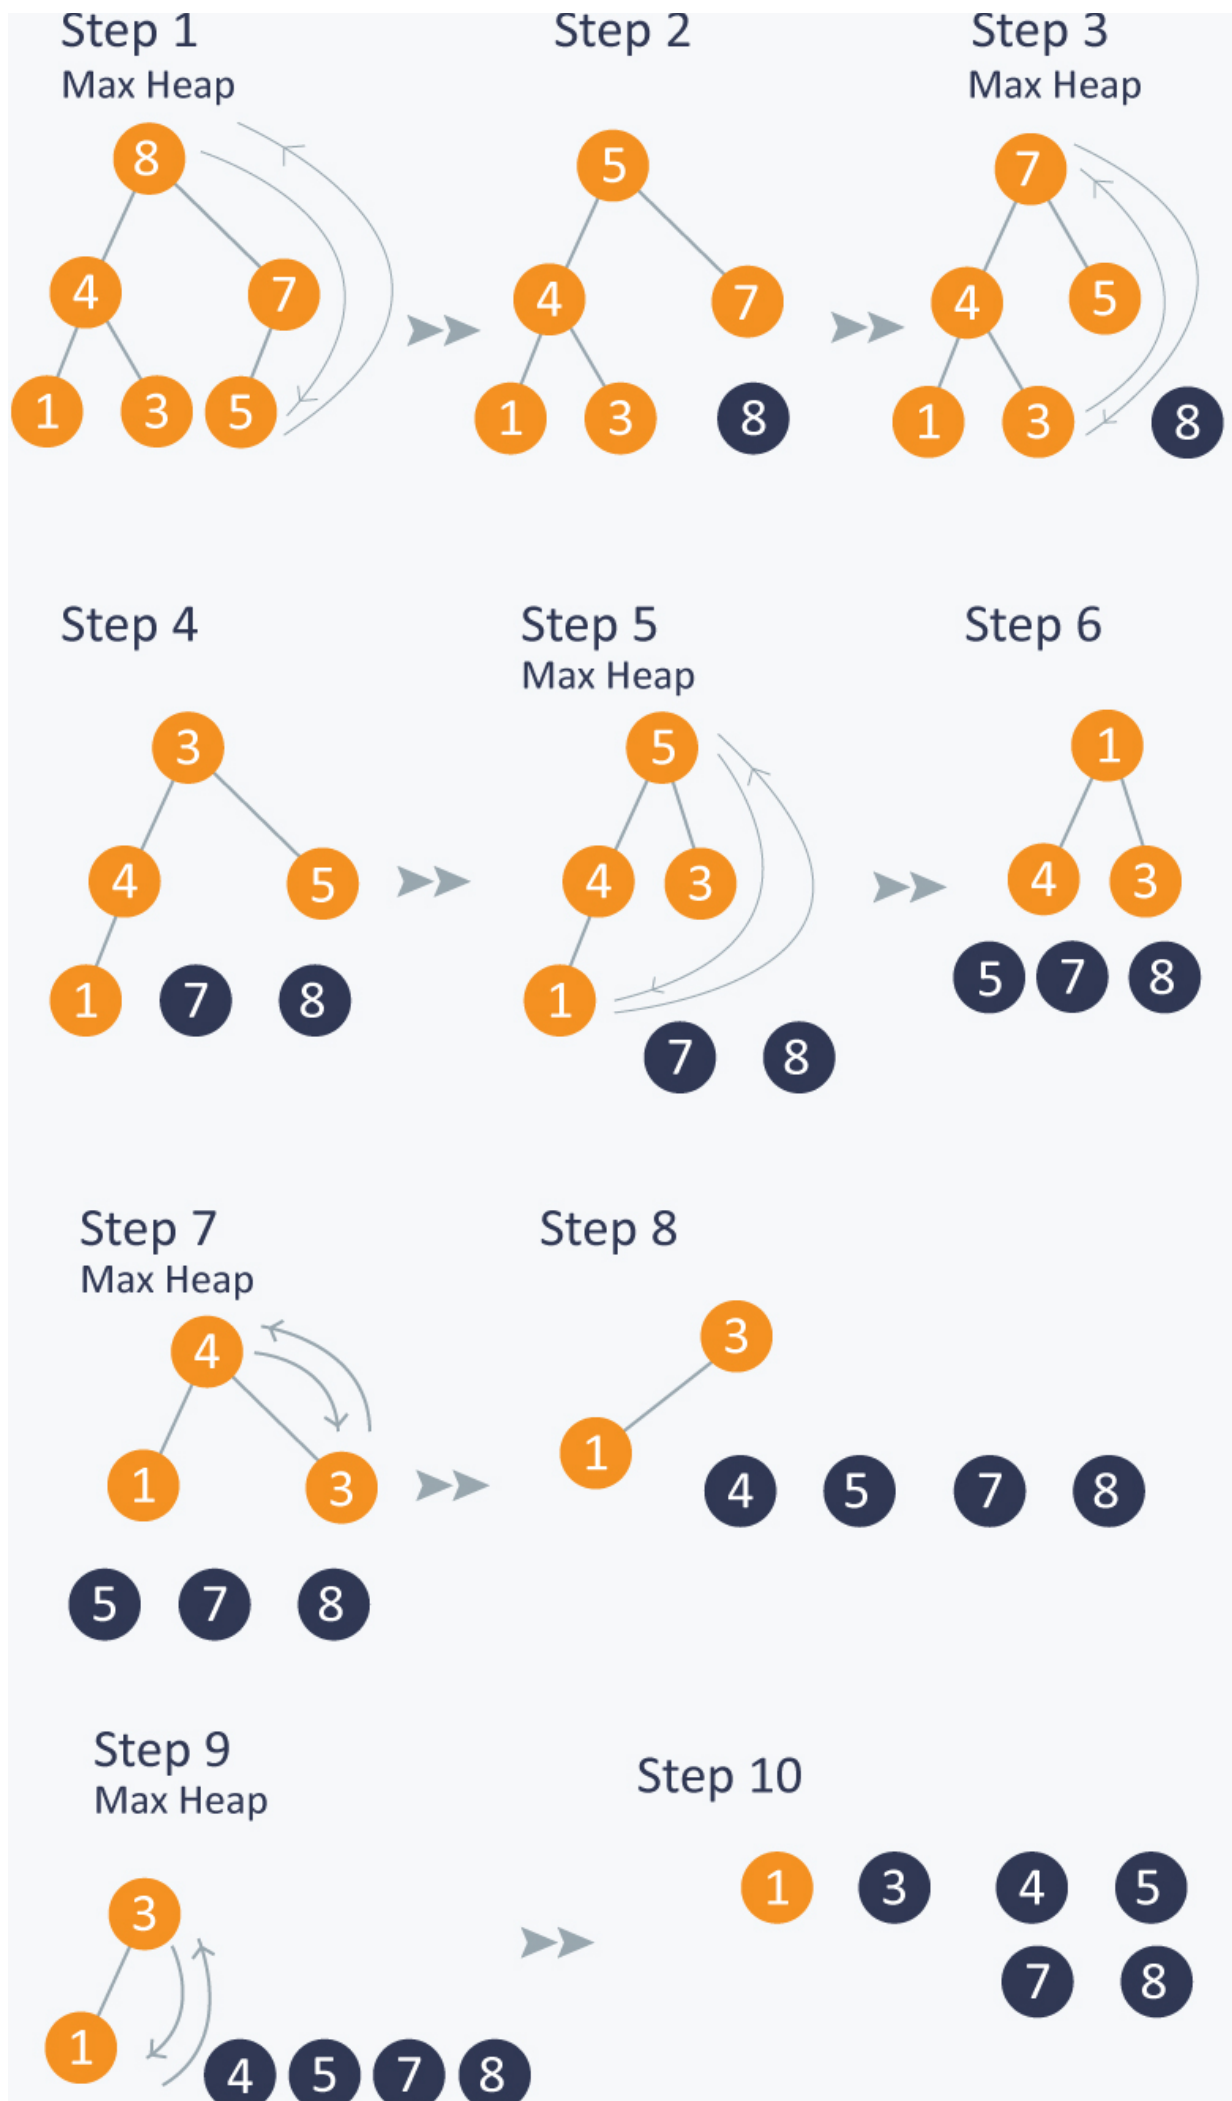 Step 1
Max Heap
8
4 7
1 3 5
Step 2
5
4 7
1 3 8
Step 3
Max Heap
7
4 5
1 3 8
Step 4
3
4 5
1 7 8
Step 5
Max Heap
5
4 3
1
7 8
Step 6
1
4 3
5 7 8
Step 7
Max Heap
4
1 3
5 7 8
Step 8
3
1
4 5 7 8
Step 9
Max Heap
3
1
4 5 7 8
Step 10
1 3 4 5
7 8